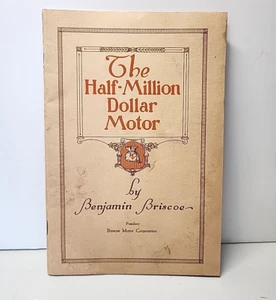 The
Half-Million
Dollar
Motor
by
Benjamin Briscoe
President
Briscoe Motor Corporation